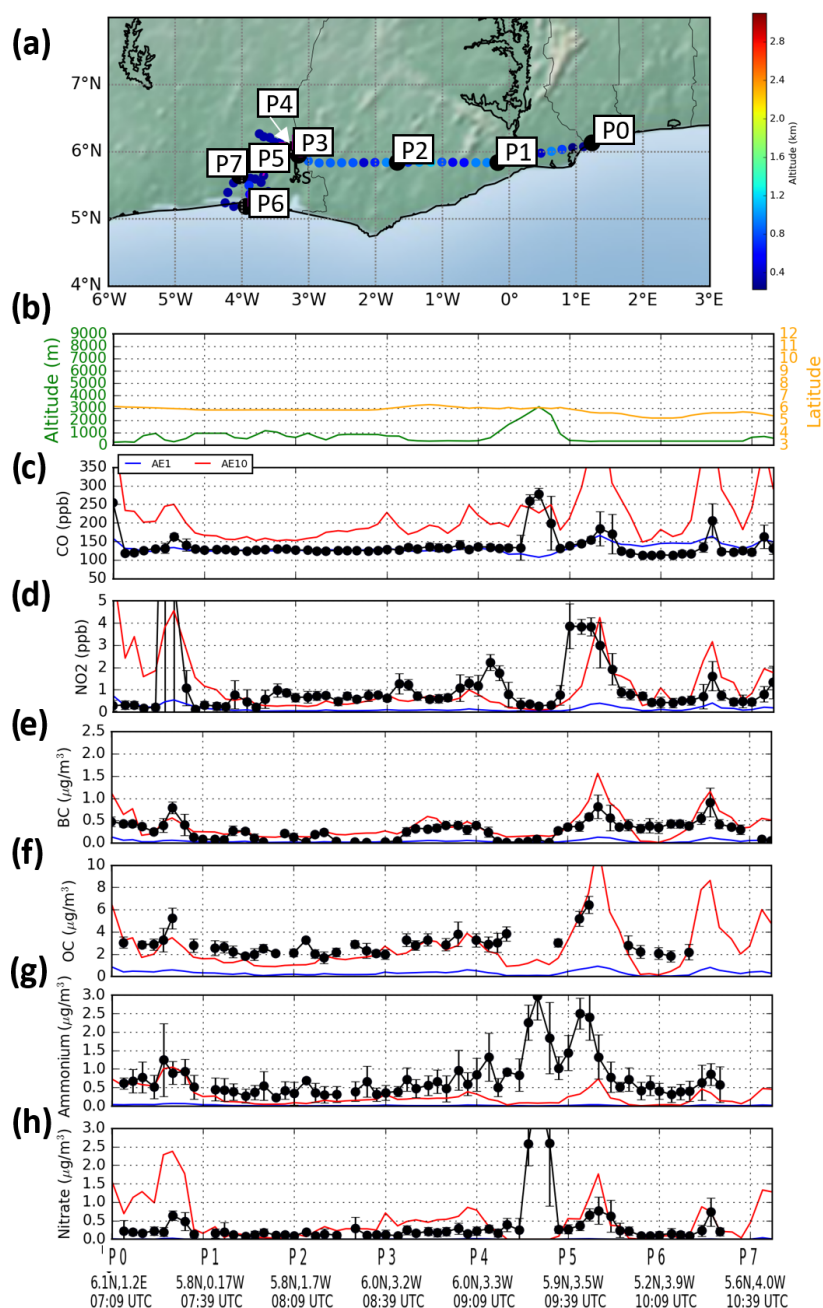 (a)
7°N
6°N
5°N
4°N
6°W 5°W 4°W 3°W 2°W 1°W 0° 1°E 2°E 3°E
P4
P3
P5
P7
P6
P2
P1
P0
S
2.8
2.4
2.0
1.6
1.2
0.8
0.4
Altitude (km)
(b)
Altitude (m)
9000
8000
7000
6000
5000
4000
3000
2000
1000
0
12
11
10
9
8
7
6
5
4
3
Latitude
(c)
AE1 AE10
CO (ppb)
350
300
250
200
150
100
50
(d)
NO2 (ppb)
5
4
3
2
1
0
(e)
BC (μg/m³)
2.5
2.0
1.5
1.0
0.5
0.0
(f)
OC (μg/m³)
10
8
6
4
2
0
(g)
Ammonium (μg/m³)
3.0
2.5
2.0
1.5
1.0
0.5
0.0
(h)
Nitrate (μg/m³)
3.0
2.5
2.0
1.5
1.0
0.5
0.0
P 0 P 1 P 2 P 3 P 4 P 5 P 6 P 7
6.1N,1.2E 5.8N,0.17W 5.8N,1.7W 6.0N,3.2W 6.0N,3.3W 5.9N,3.5W 5.2N,3.9W 5.6N,4.0W
07:09 UTC 07:39 UTC 08:09 UTC 08:39 UTC 09:09 UTC 09:39 UTC 10:09 UTC 10:39 UTC